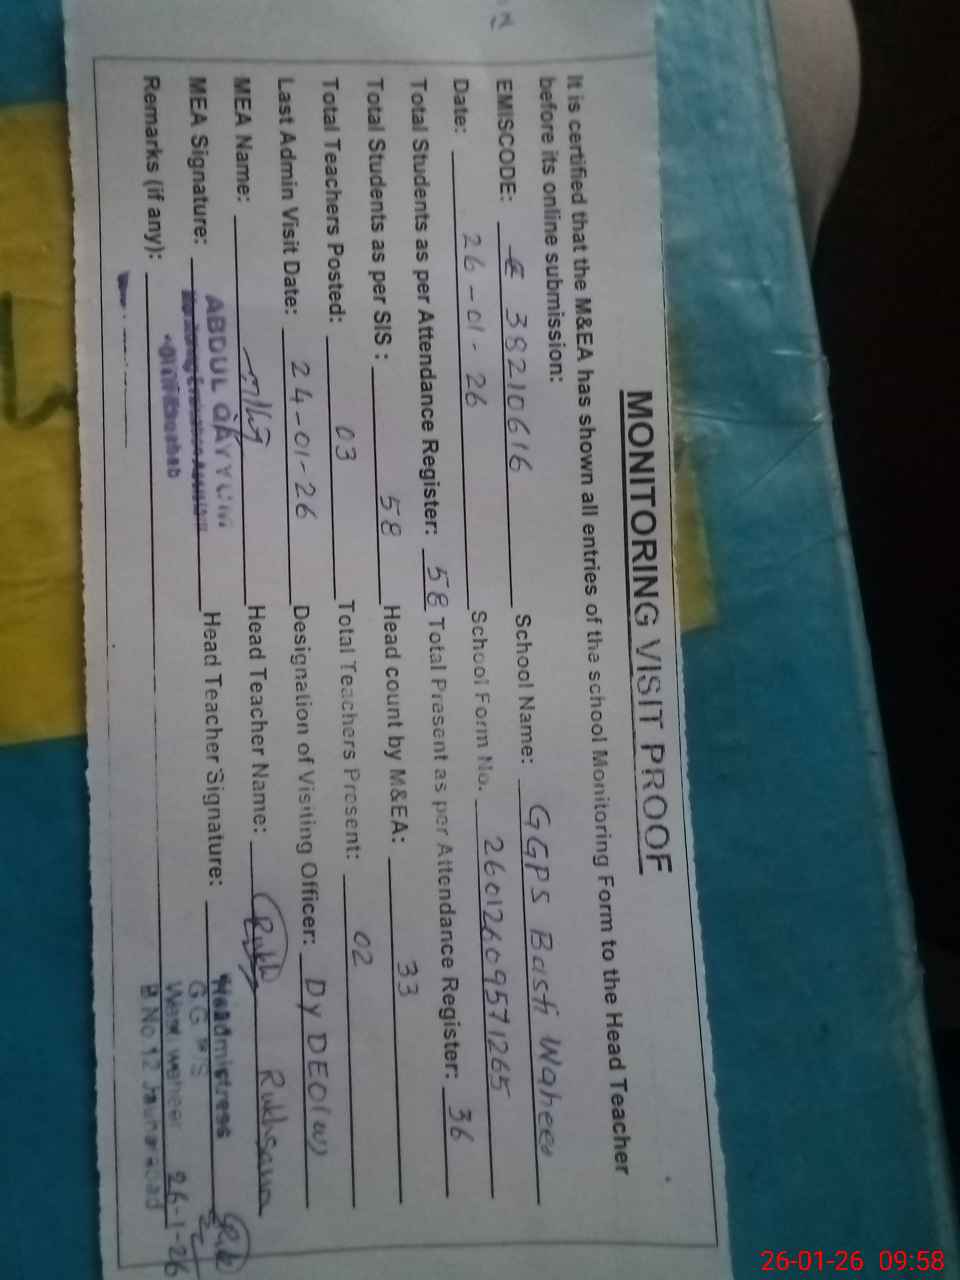 MONITORING VISIT PROOF
It is certified that the M&EA has shown all entries of the school Monitoring Form to the Head Teacher
before its online submission:
EMISCODE: 38210616 School Name: GGPS Basti Waheer
Date: 26-01-26 School Form No. 26012609571265
Total Students as per Attendance Register: 58 Total Present as per Attendance Register: 36
Total Students as per SIS : 58 Head count by M&EA: 33
Total Teachers Posted: 03 Total Teachers Present: 02
Last Admin Visit Date: 24-01-26 Designation of Visiting Officer: Dy DEO(W)
MEA Name: Head Teacher Name: Rukhsana
MEA Signature: ABDUL QAYYUM Head Teacher Signature: Headmistress
Remarks (if any):
26-1-26
26-01-26 09:58